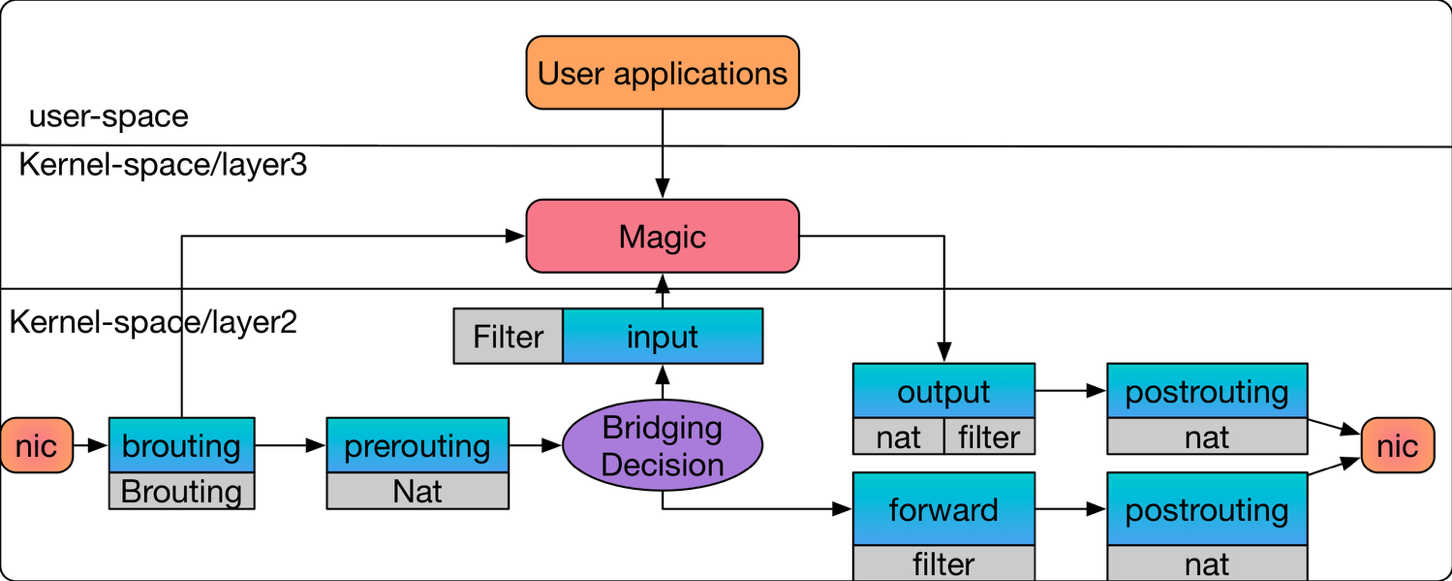 User applications
user-space
Kernel-space/layer3
Magic
Kernel-space/layer2
Filter
input
nic
brouting
Brouting
prerouting
Nat
Bridging
Decision
output
nat
filter
postrouting
nat
nic
forward
filter
postrouting
nat